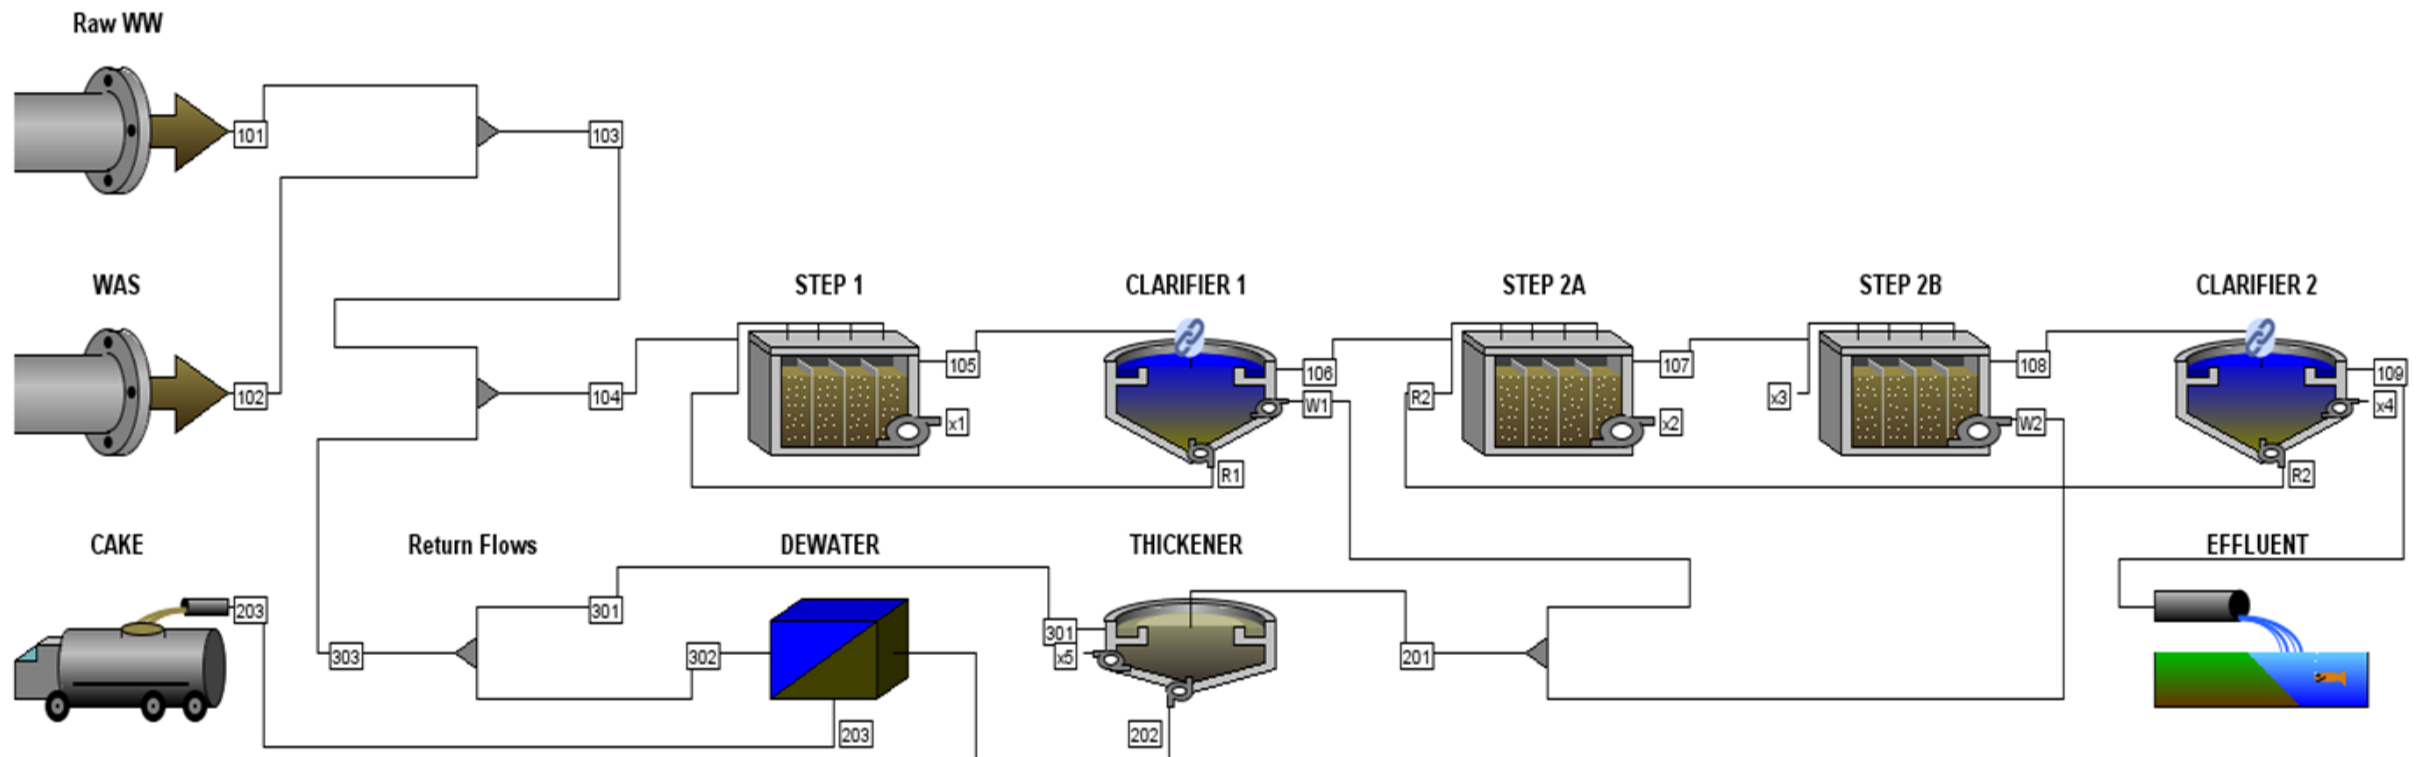 Raw WW
101
103
WAS
102
104
STEP 1
105
x1
CLARIFIER 1
106
W1
R1
STEP 2A
R2
107
x2
STEP 2B
x3
108
W2
CLARIFIER 2
109
x4
R2
CAKE
203
Return Flows
303
301
302
DEWATER
203
THICKENER
301
x5
202
201
EFFLUENT